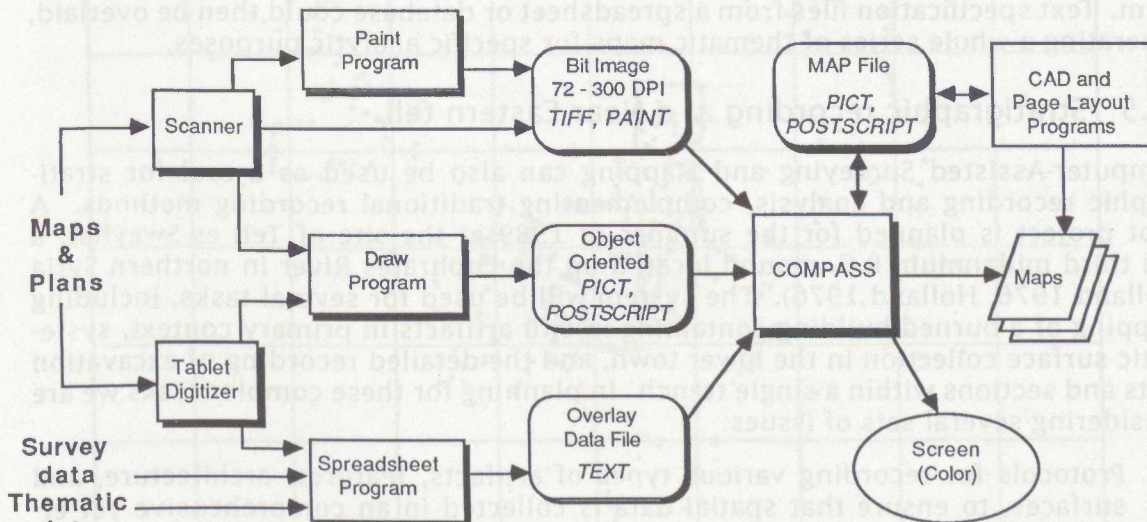 Paint
Program
Bit Image
72 - 300 DPI
TIFF, PAINT
MAP File
PICT,
POSTSCRIPT
CAD and
Page Layout
Programs
Scanner
Maps
&
Plans
Draw
Program
Object
Oriented
PICT,
POSTSCRIPT
COMPASS
Maps
Tablet
Digitizer
Survey
data
Thematic
Spreadsheet
Program
Overlay
Data File
TEXT
Screen
(Color)